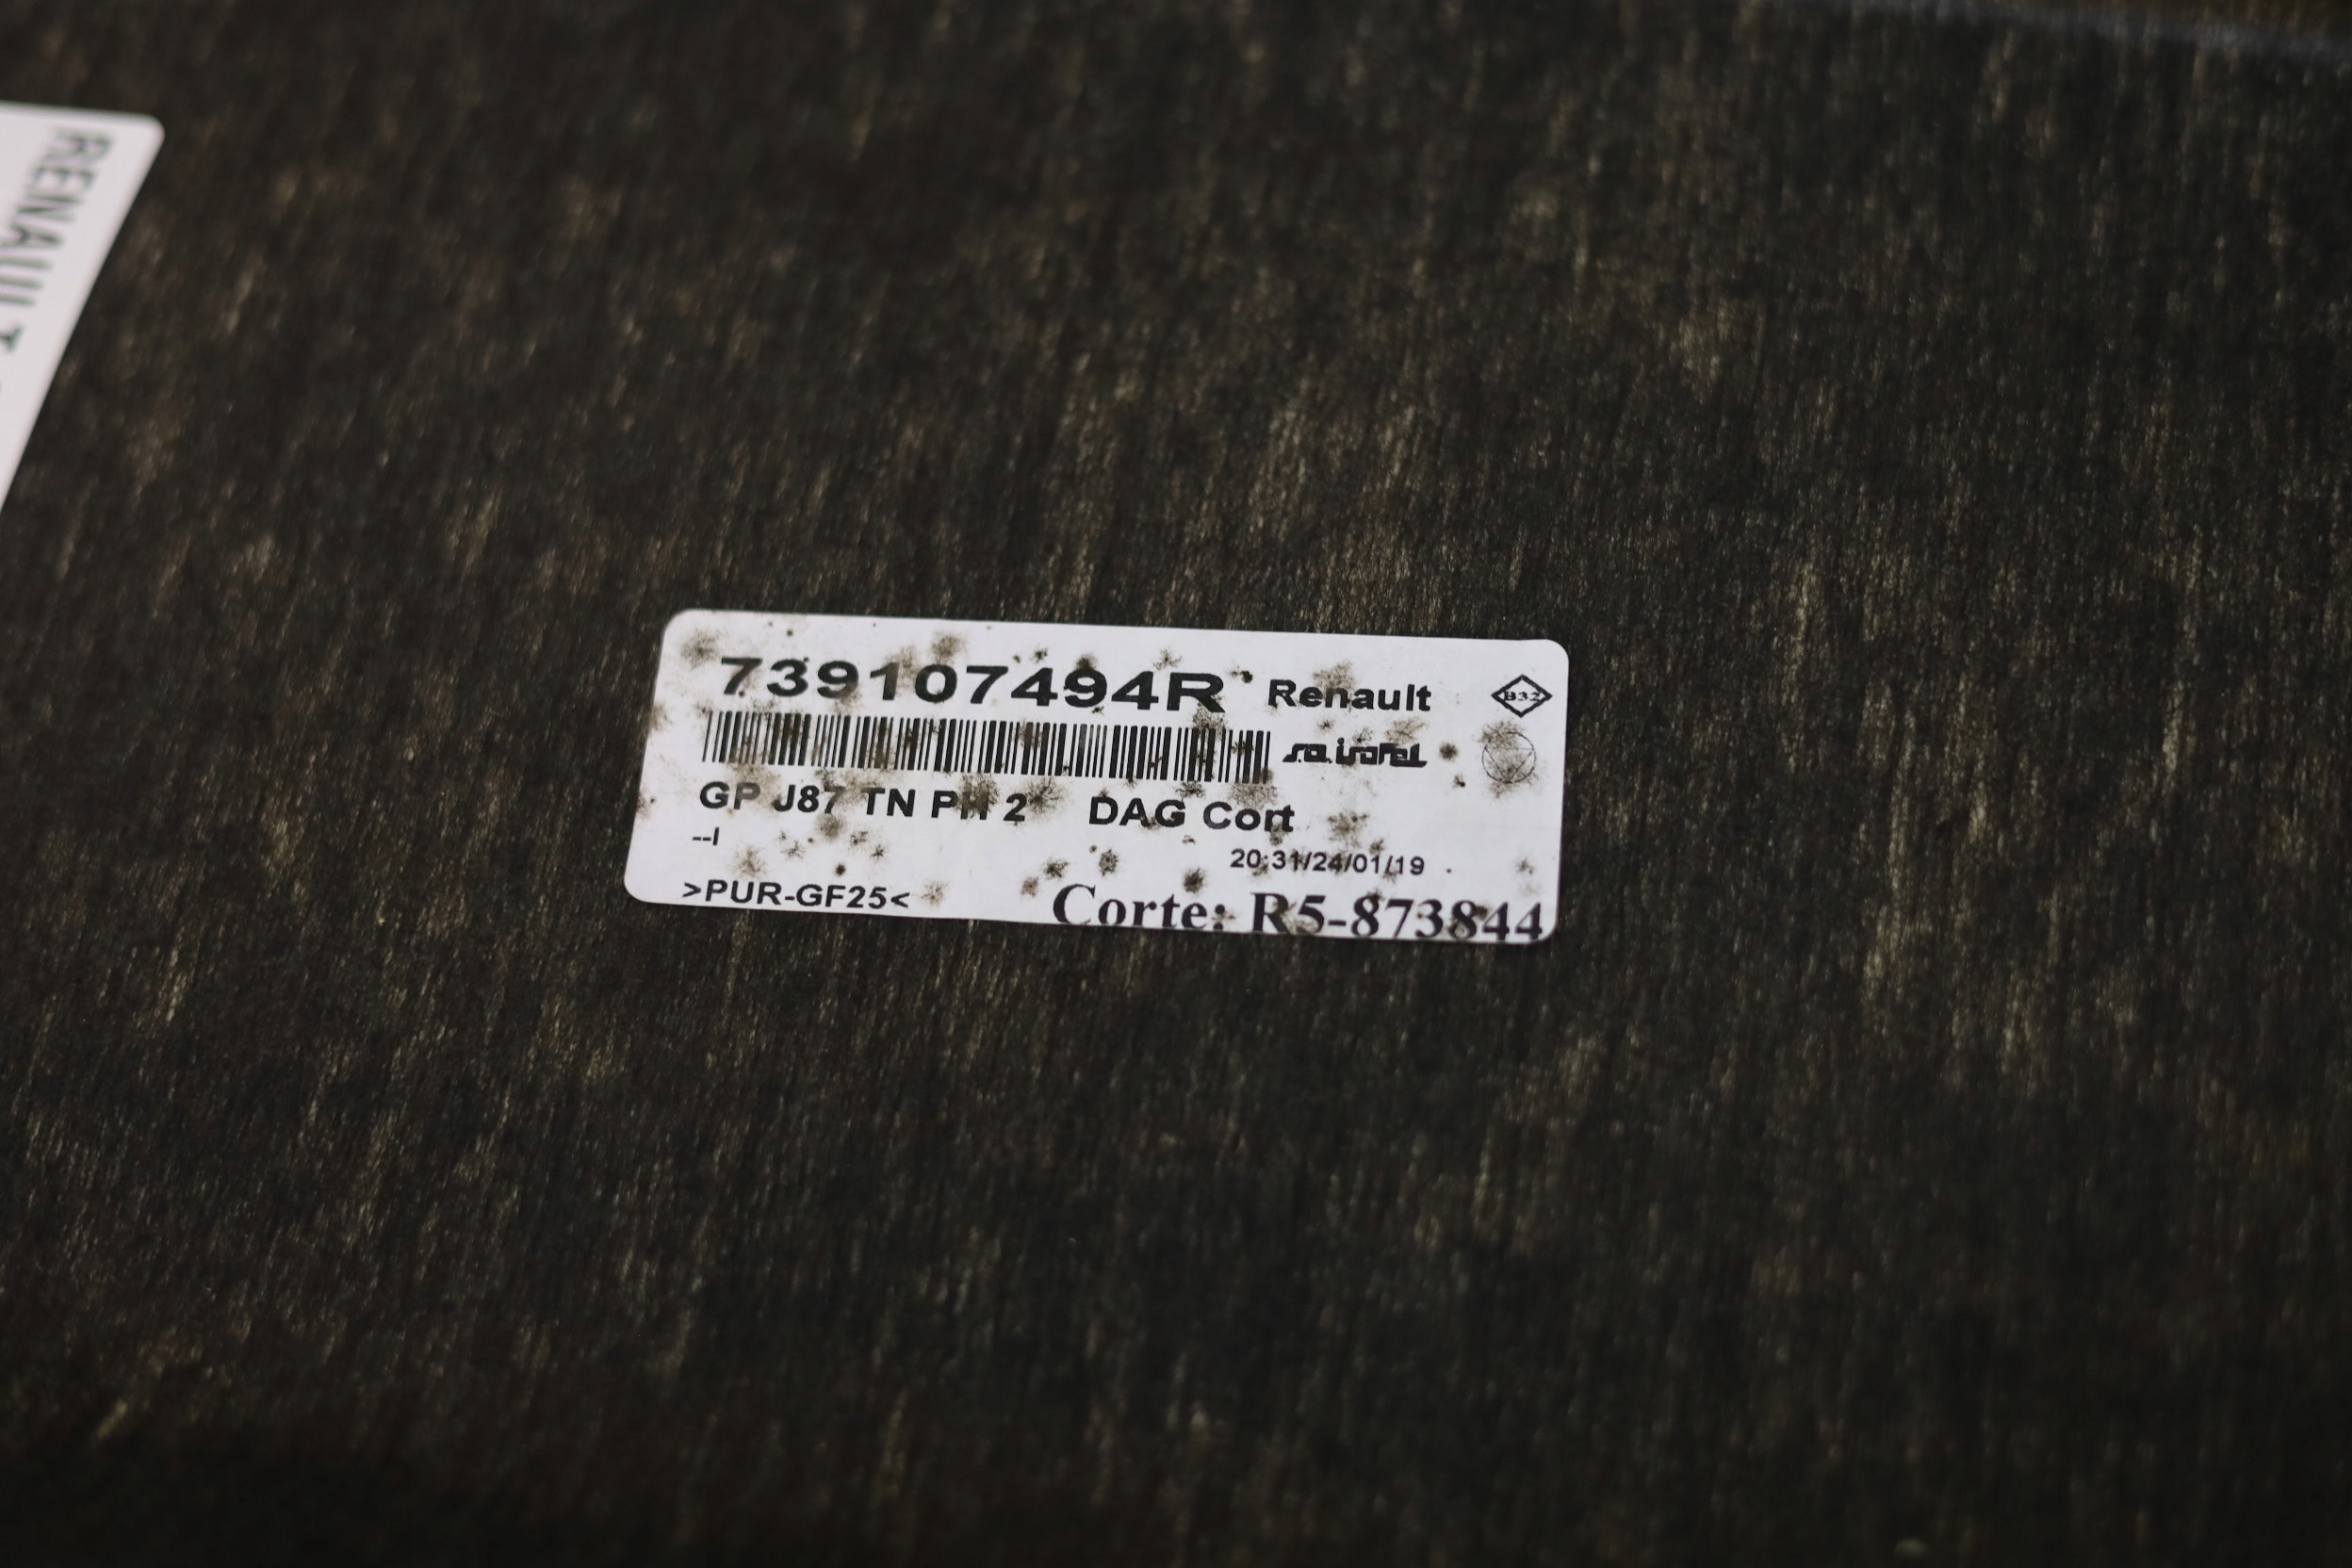 RENAULT
739107494R Renault B32
GP J87 TN PH 2 DAG Cort
--I
20:31/24/01/19
>PUR-GF25<
Corte: R5-873844